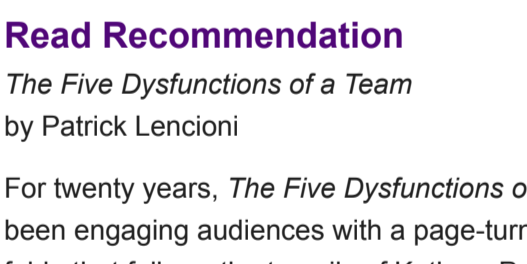 Read Recommendation
The Five Dysfunctions of a Team
by Patrick Lencioni
For twenty years, The Five Dysfunctions o
been engaging audiences with a page-turn